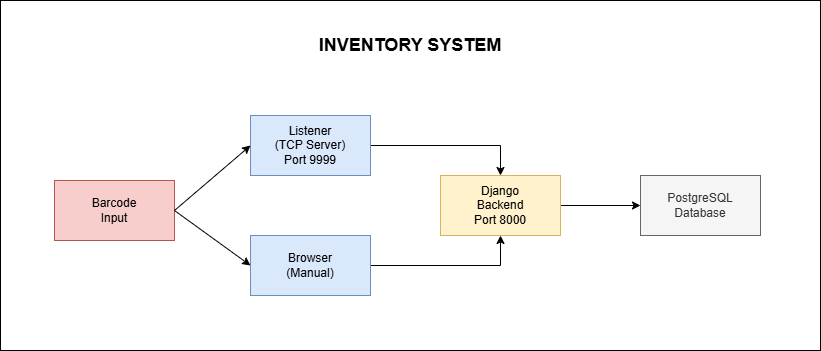 INVENTORY SYSTEM
Listener
(TCP Server)
Port 9999
Barcode
Input
Django
Backend
Port 8000
PostgreSQL
Database
Browser
(Manual)